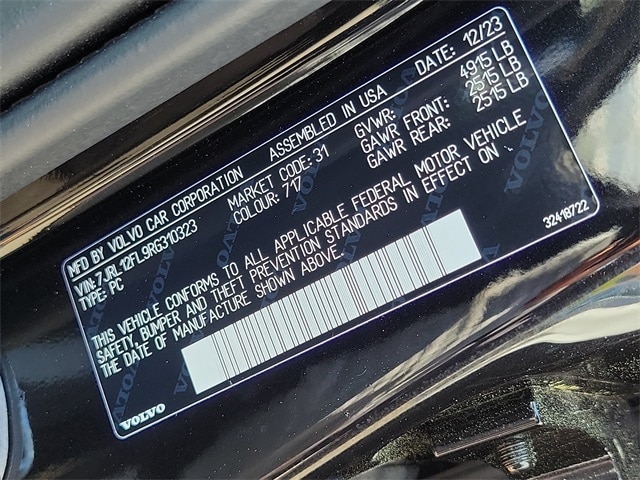 MFD BY VOLVO CAR CORPORATION ASSEMBLED IN USA DATE: 12/23
VIN:7JRL12FL9RG310323 MARKET CODE: 31 GVWR: 4915 LB
TYPE: PC COLOUR: 717 GAWR FRONT: 2515 LB
GAWR REAR: 2515 LB
THIS VEHICLE CONFORMS TO ALL APPLICABLE FEDERAL MOTOR VEHICLE
SAFETY, BUMPER AND THEFT PREVENTION STANDARDS IN EFFECT ON
THE DATE OF MANUFACTURE SHOWN ABOVE.
32418722
VOLVO